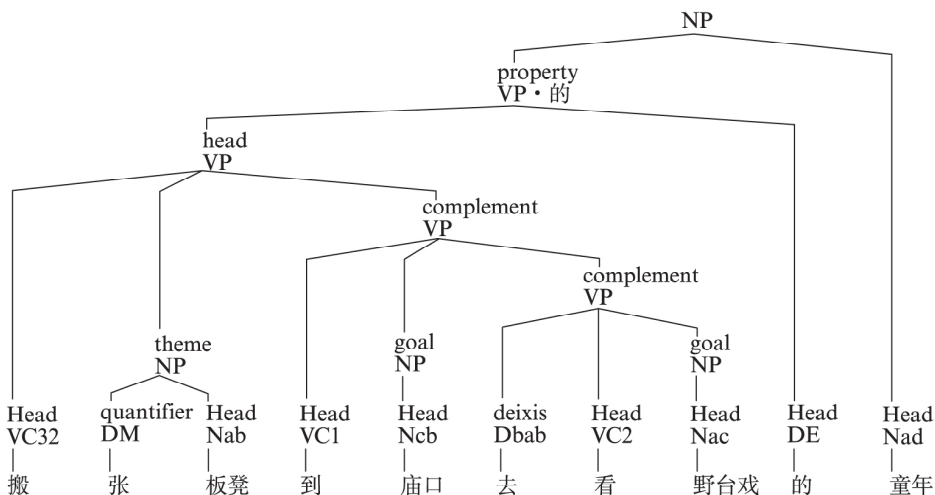 NP
property
VP·的
head
VP
complement
VP
complement
VP
theme
NP
goal
NP
goal
NP
Head quantifier Head Head Head deixis Head Head Head Head
VC32 DM Nab VC1 Ncb Dbab VC2 Nac DE Nad
搬 张 板凳 到 庙口 去 看 野台戏 的 童年